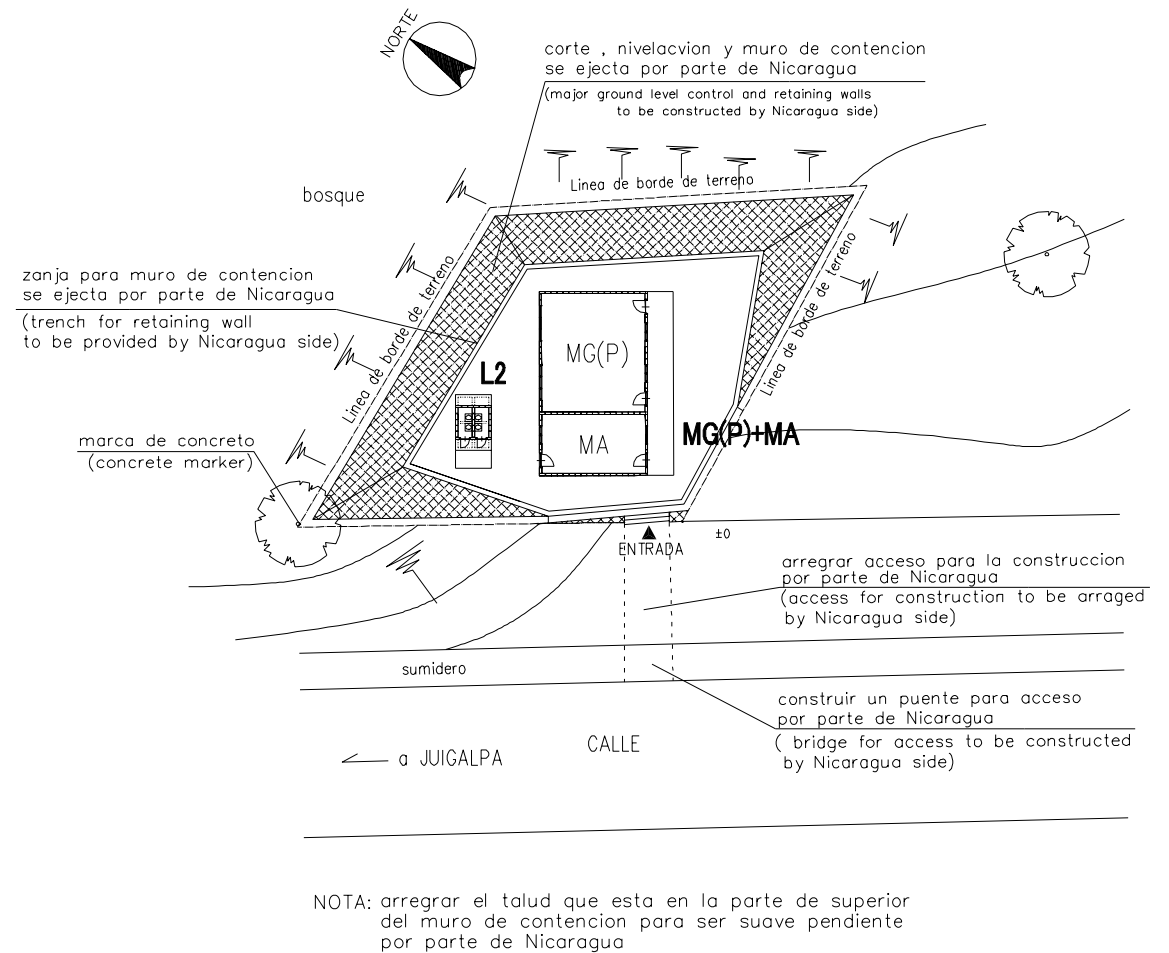 NORTE
corte , nivelacvion y muro de contencion
se ejecta por parte de Nicaragua
(major ground level control and retaining walls
to be constructed by Nicaragua side)
bosque
Linea de borde de terreno
zanja para muro de contencion
se ejecta por parte de Nicaragua
(trench for retaining wall
to be provided by Nicaragua side)
Linea de borde de terreno
Linea de borde de terreno
MG(P)
L2
MA
MG(P)+MA
marca de concreto
(concrete marker)
±0
ENTRADA
arregrar acceso para la construccion
por parte de Nicaragua
(access for construction to be arraged
by Nicaragua side)
sumidero
construir un puente para acceso
por parte de Nicaragua
( bridge for access to be constructed
by Nicaragua side)
CALLE
a JUIGALPA
NOTA: arregrar el talud que esta en la parte de superior
del muro de contencion para ser suave pendiente
por parte de Nicaragua